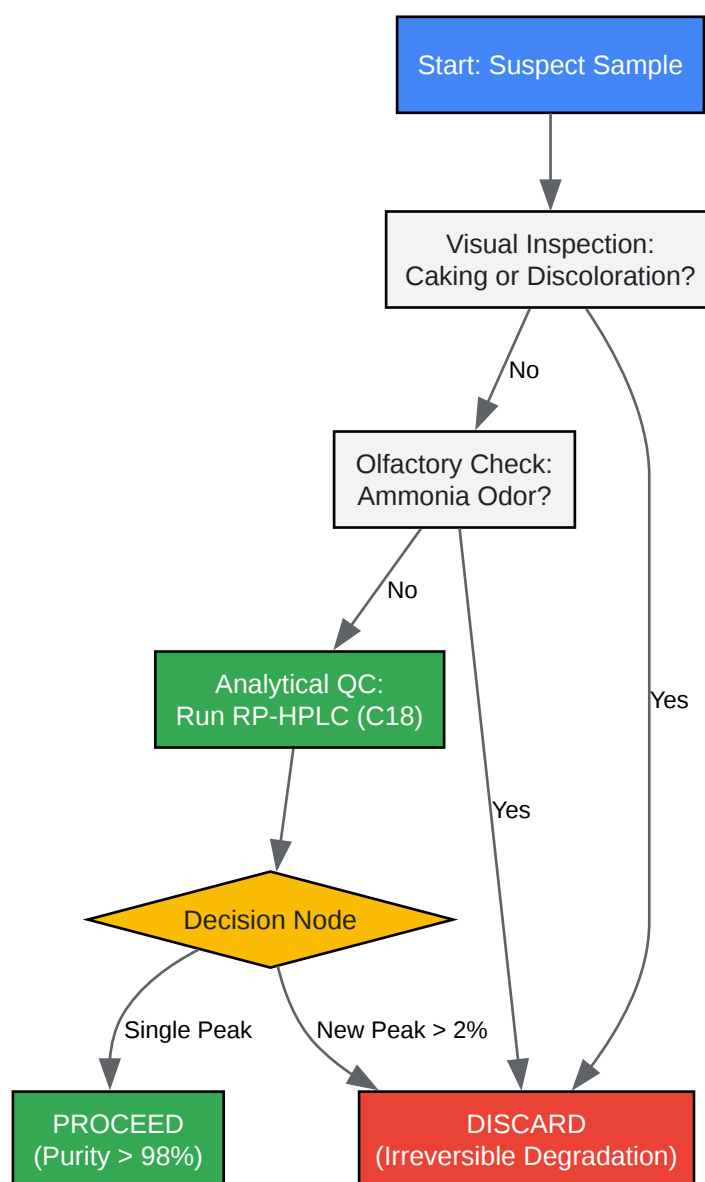 Start: Suspect Sample
Visual Inspection:
Caking or Discoloration?
No
Olfactory Check:
Ammonia Odor?
No
Analytical QC:
Run RP-HPLC (C18)
Yes
Yes
Decision Node
Single Peak
New Peak > 2%
PROCEED
(Purity > 98%)
DISCARD
(Irreversible Degradation)